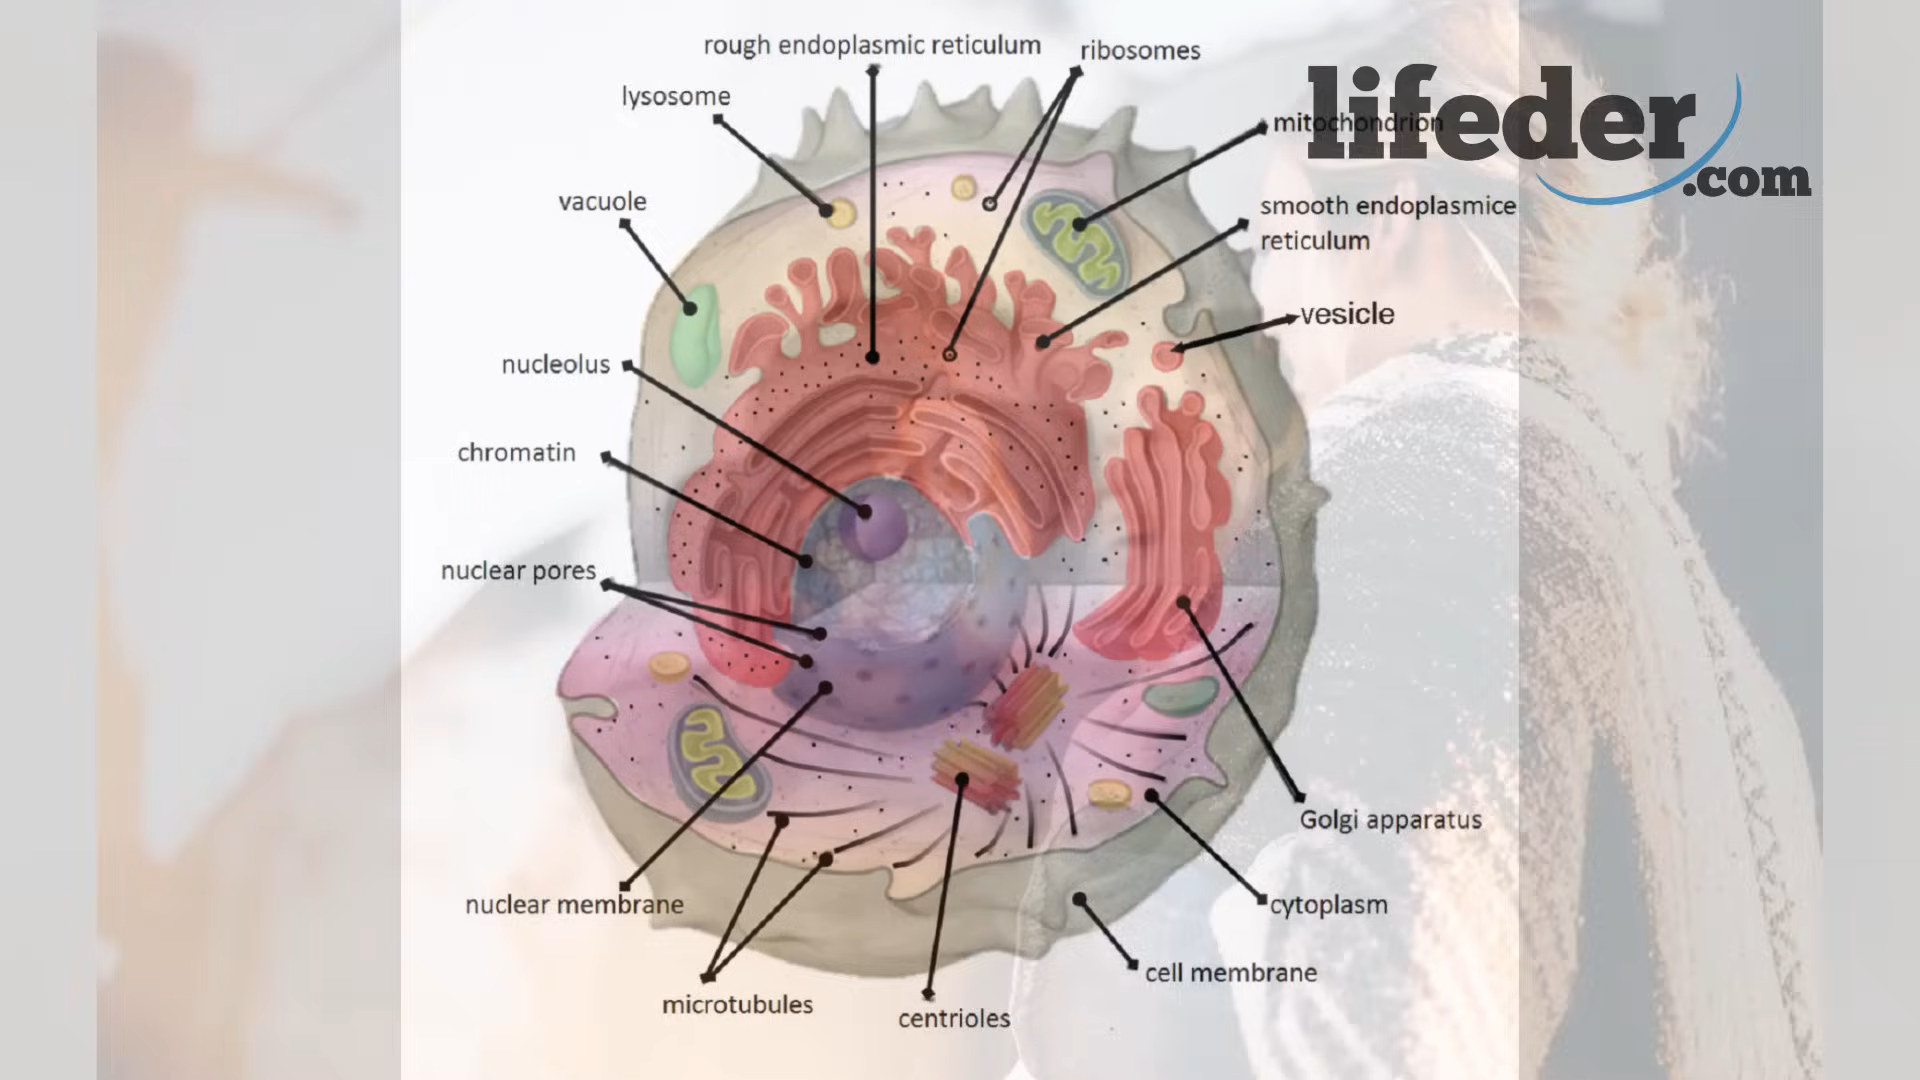 rough endoplasmic reticulum
ribosomes
lysosome
mitochondrion
lifeder
.com
vacuole
smooth endoplasmice
reticulum
vesicle
nucleolus
chromatin
nuclear pores
Golgi apparatus
nuclear membrane
cytoplasm
cell membrane
microtubules
centrioles